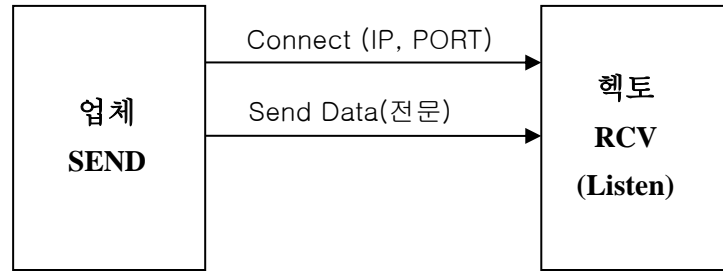 Connect (IP, PORT)
업체
SEND
Send Data(전문)
헥토
RCV
(Listen)